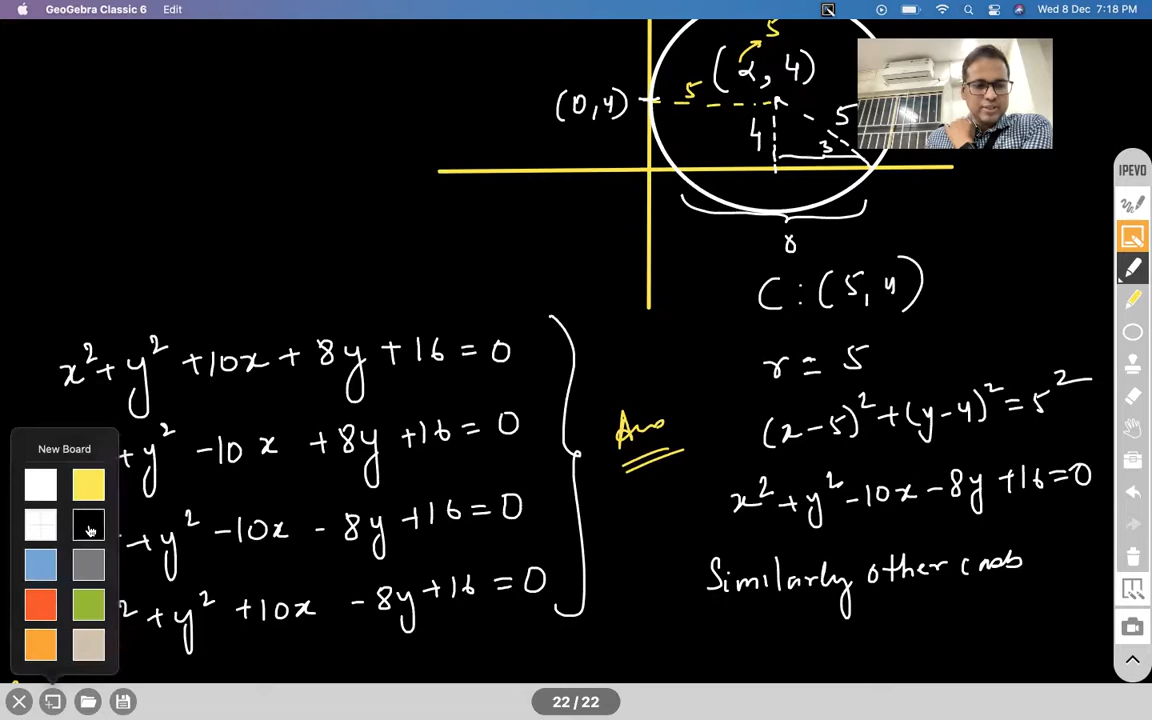 GeoGebra Classic 6 Edit Wed 8 Dec 7:18 PM
5
(α, 4)
(0,4) 5 5
4 3
IPEVO
8
C : (5, 4)
x² + y² + 10x + 8y + 16 = 0
r = 5
(x - 5)² + (y - 4)² = 5²
Ans
New Board
+ y² - 10x + 8y + 16 = 0
x² + y² - 10x - 8y + 16 = 0
+ y² - 10x - 8y + 16 = 0
Similarly other
² + y² + 10x - 8y + 16 = 0
22 / 22